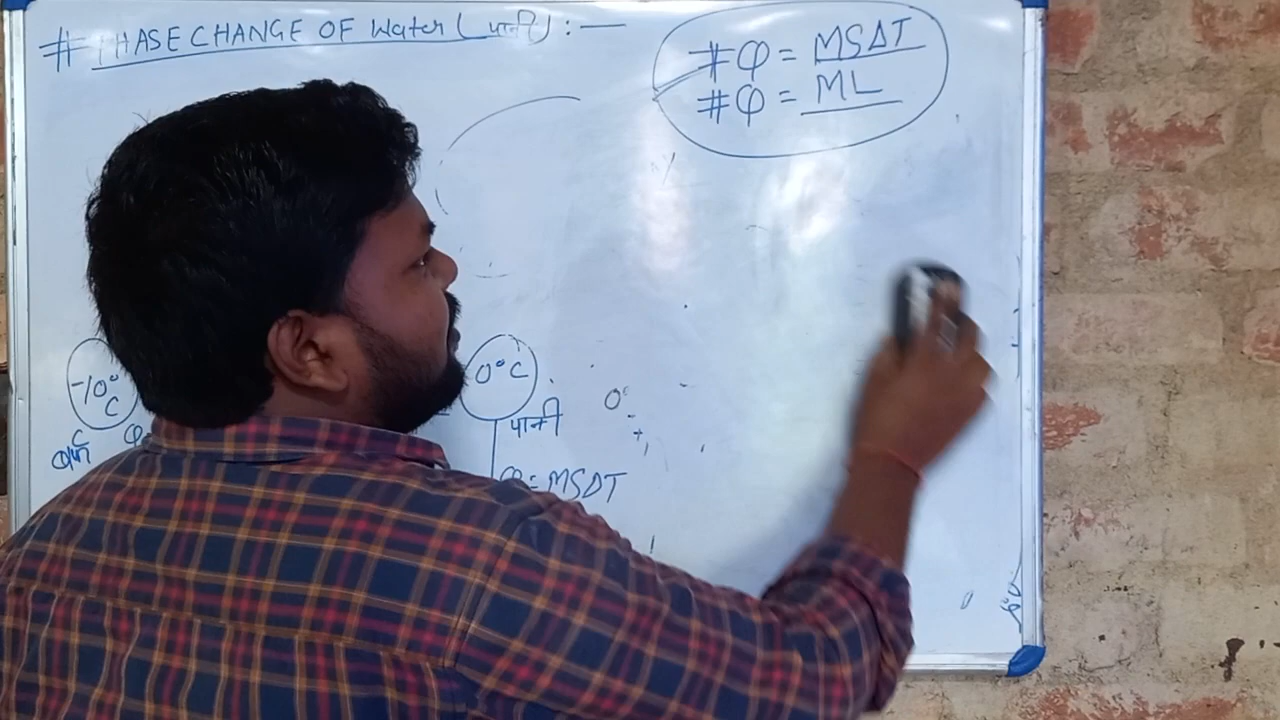 # PHASE CHANGE OF Water (पानी) : —
# Q = MSΔT
# Q = ML
-10°C
0°C
0°
बर्फ
पानी
Q = MSΔT